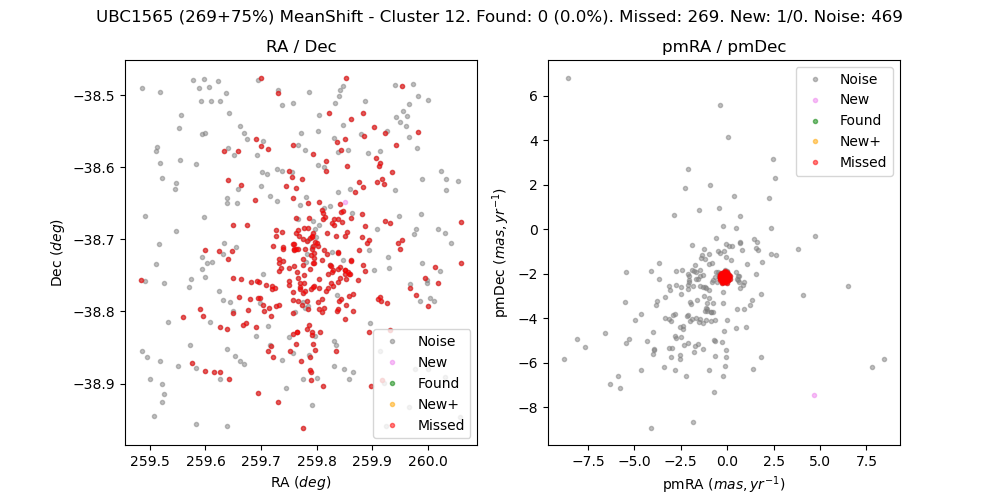 UBC1565 (269+75%) MeanShift - Cluster 12. Found: 0 (0.0%). Missed: 269. New: 1/0. Noise: 469
RA / Dec
−38.5
−38.6
−38.7
−38.8
−38.9
Dec (deg)
259.5 259.6 259.7 259.8 259.9 260.0
RA (deg)
Noise
New
Found
New+
Missed
pmRA / pmDec
6
4
2
0
−2
−4
−6
−8
pmDec (mas, yr⁻¹)
−7.5 −5.0 −2.5 0.0 2.5 5.0 7.5
pmRA (mas, yr⁻¹)
Noise
New
Found
New+
Missed